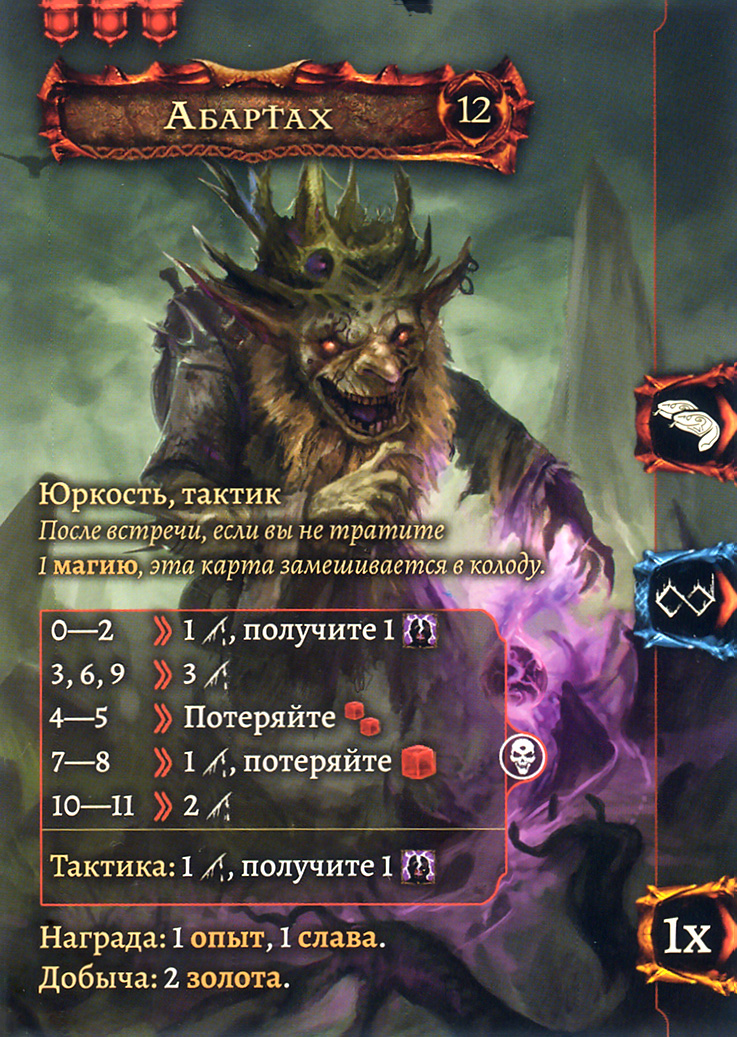 Абартах
12
Юркость, тактик
После встречи, если вы не тратите
1 магию, эта карта замешивается в колоду.
0—2 1 , получите 1
3, 6, 9 3
4—5 Потеряйте
7—8 1 , потеряйте
10—11 2
Тактика: 1 , получите 1
1x
Награда: 1 опыт, 1 слава.
Добыча: 2 золота.